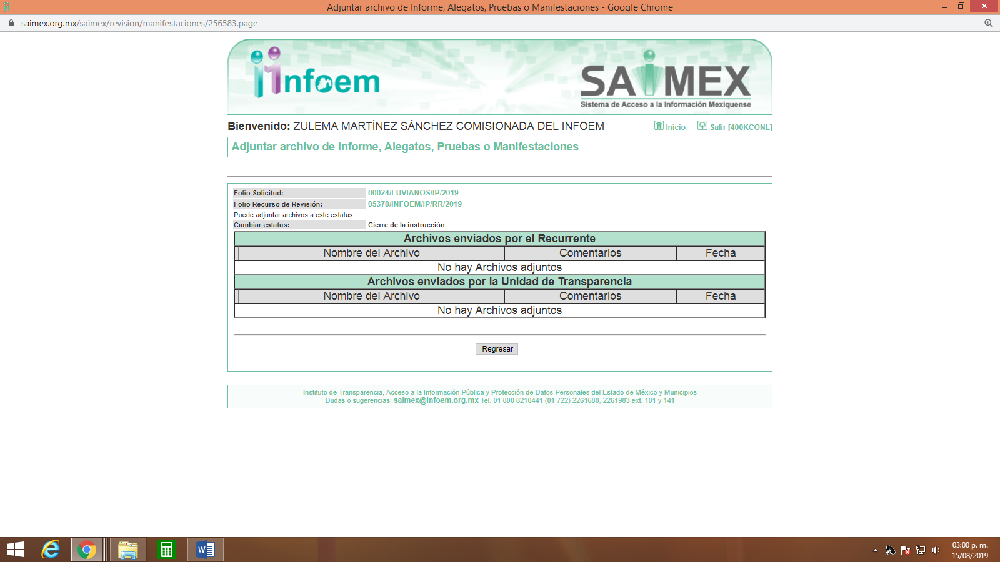 Adjuntar archivo de Informe, Alegatos, Pruebas o Manifestaciones - Google Chrome
saimex.org.mx/saimex/revision/manifestaciones/256583.page
infoem
SAIMEX
Sistema de Acceso a la Información Mexiquense
Bienvenido: ZULEMA MARTÍNEZ SÁNCHEZ COMISIONADA DEL INFOEM
Inicio
Salir [400KCONL]
Adjuntar archivo de Informe, Alegatos, Pruebas o Manifestaciones
Folio Solicitud: 00024/LUVIANOS/IP/2019
Folio Recurso de Revisión: 05370/INFOEM/IP/RR/2019
Puede adjuntar archivos a este estatus
Cambiar estatus: Cierre de la instrucción
Archivos enviados por el Recurrente
Nombre del Archivo Comentarios Fecha
No hay Archivos adjuntos
Archivos enviados por la Unidad de Transparencia
Nombre del Archivo Comentarios Fecha
No hay Archivos adjuntos
Regresar
Instituto de Transparencia, Acceso a la Información Pública y Protección de Datos Personales del Estado de México y Municipios
Dudas o sugerencias: saimex@infoem.org.mx Tel. 01 800 8210441 (01 722) 2261680, 2261983 ext. 101 y 141
03:00 p. m.
15/08/2019